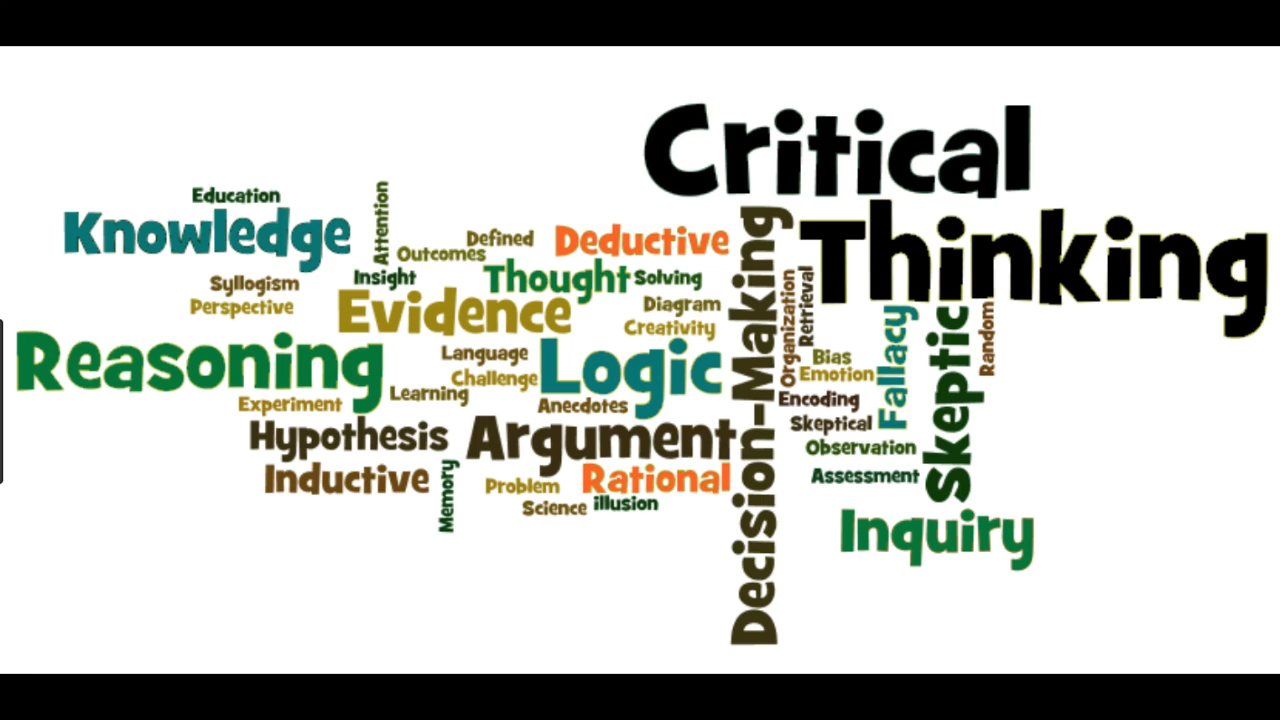 Critical
Thinking
Education
Knowledge
Attention
Defined
Outcomes
Deductive
Syllogism
Insight
Thought
Solving
Perspective
Evidence
Diagram
Creativity
Reasoning
Language
Logic
Challenge
Learning
Experiment
Anecdotes
Hypothesis
Argument
Inductive
Memory
Problem
Rational
Science
illusion
Decision-Making
Organization
Retrieval
Bias
Emotion
Encoding
Skeptical
Observation
Assessment
Fallacy
Skeptic
Random
Inquiry